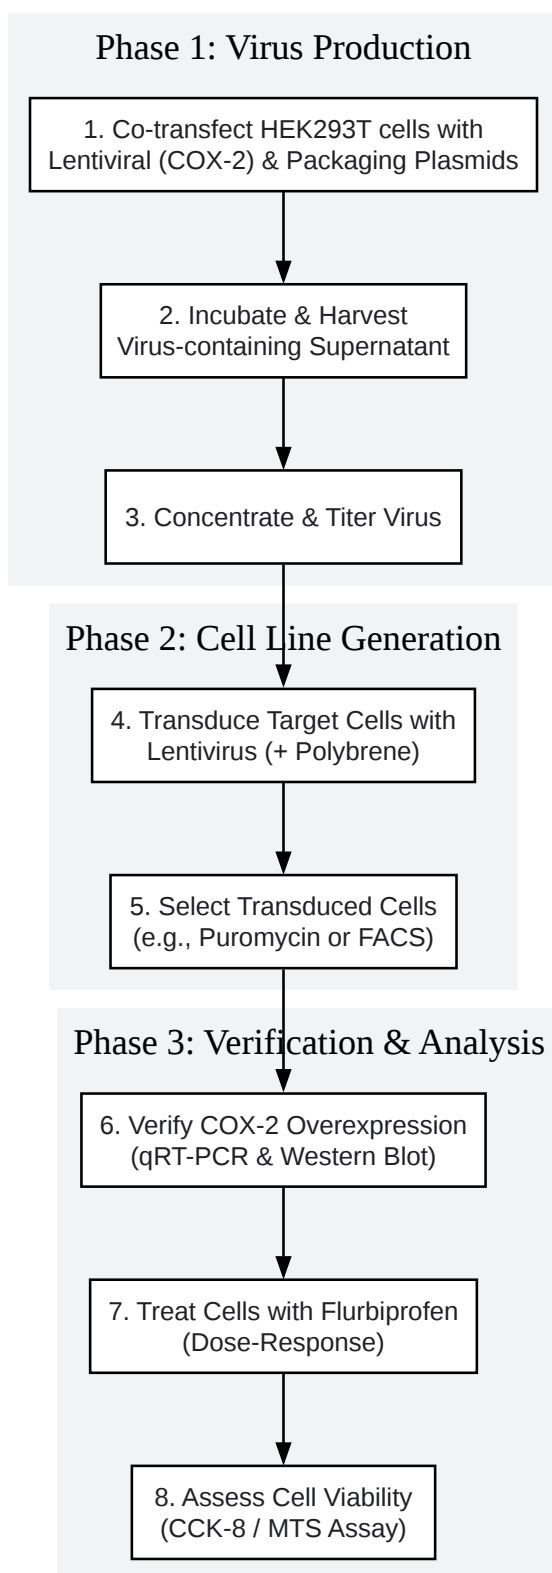 Phase 1: Virus Production
1. Co-transfect HEK293T cells with
Lentiviral (COX-2) & Packaging Plasmids
2. Incubate & Harvest
Virus-containing Supernatant
3. Concentrate & Titer Virus
Phase 2: Cell Line Generation
4. Transduce Target Cells with
Lentivirus (+ Polybrene)
5. Select Transduced Cells
(e.g., Puromycin or FACS)
Phase 3: Verification & Analysis
6. Verify COX-2 Overexpression
(qRT-PCR & Western Blot)
7. Treat Cells with Flurbiprofen
(Dose-Response)
8. Assess Cell Viability
(CCK-8 / MTS Assay)